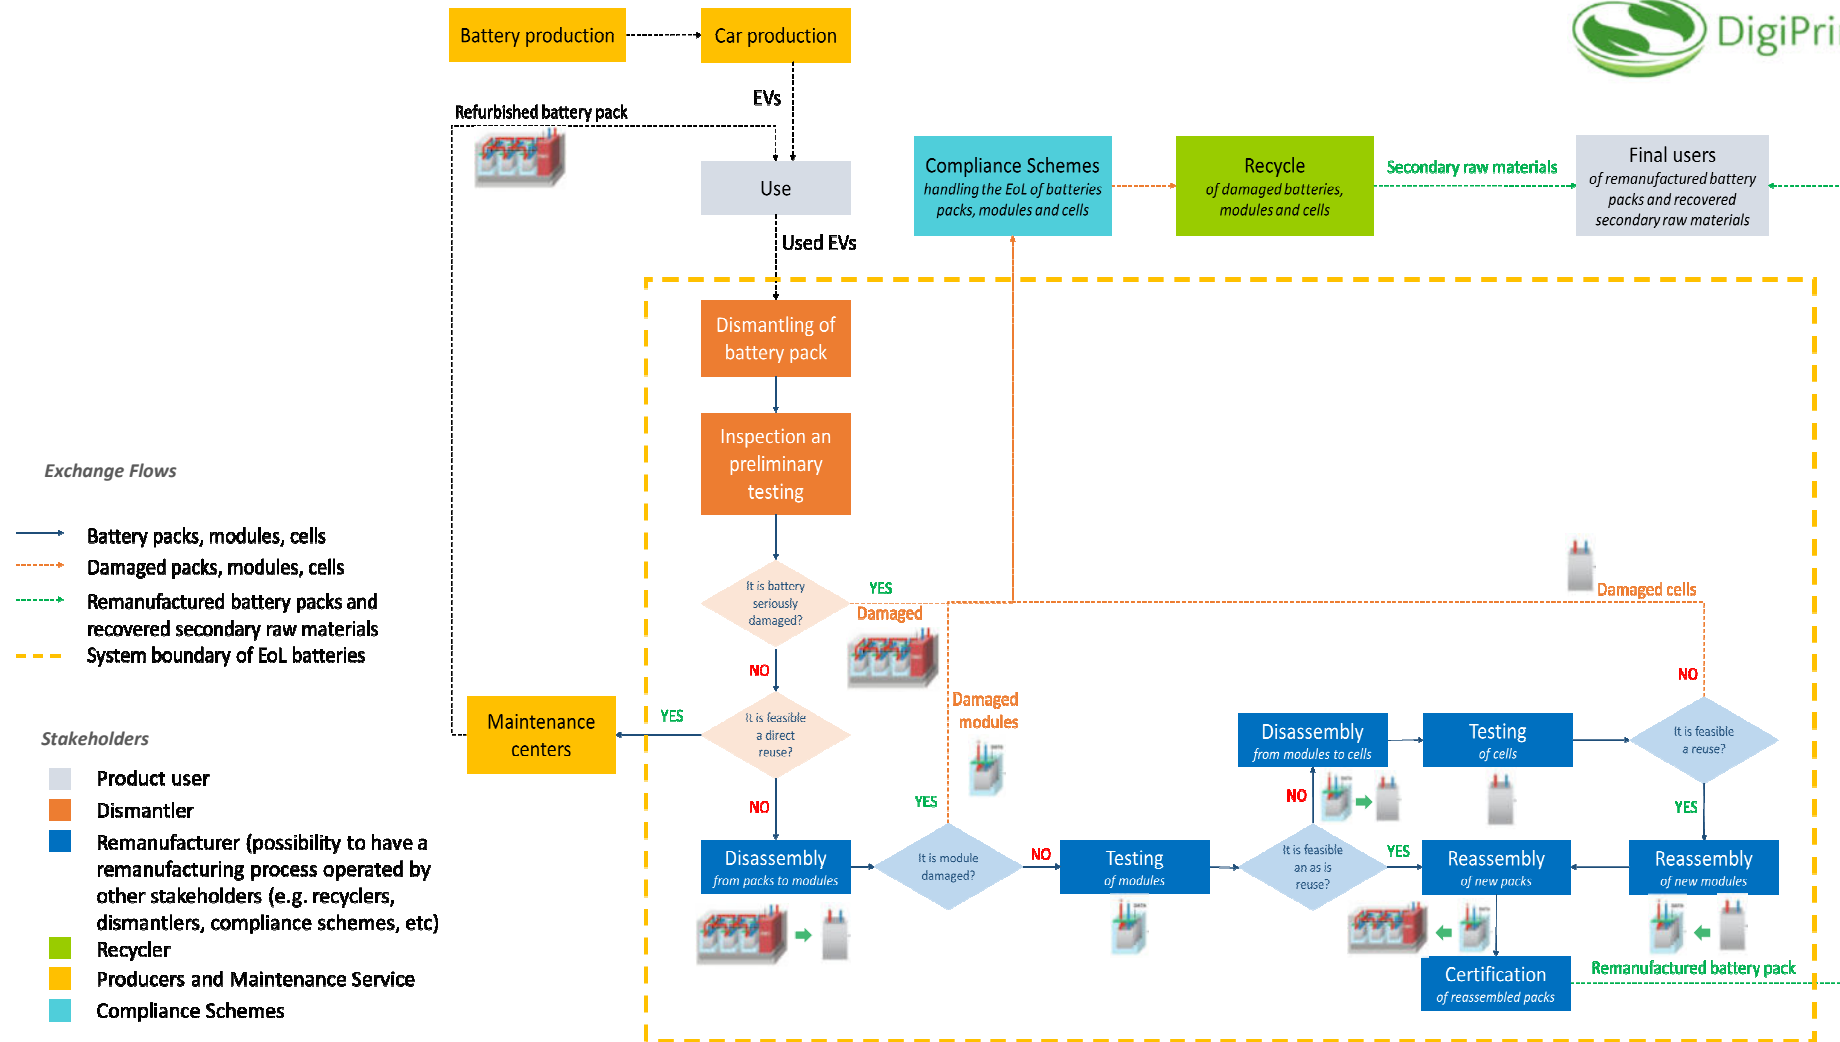 Battery production
Car production
DigiPri
EVs
Refurbished battery pack
Use
Used EVs
Compliance Schemes
handling the EoL of batteries
packs, modules and cells
Recycle
of damaged batteries,
modules and cells
Secondary raw materials
Final users
of remanufactured battery
packs and recovered
secondary raw materials
Dismantling of
battery pack
Inspection an
preliminary
testing
It is battery
seriously
damaged?
YES
Damaged
NO
It is feasible
a direct
reuse?
YES
Maintenance
centers
NO
Disassembly
from packs to modules
It is module
damaged?
YES
Damaged
modules
NO
Testing
of modules
It is feasible
an as is
reuse?
NO
YES
Disassembly
from modules to cells
Testing
of cells
It is feasible
a reuse?
NO
Damaged cells
YES
Reassembly
of new modules
Reassembly
of new packs
Certification
of reassembled packs
Remanufactured battery pack
Exchange Flows
Battery packs, modules, cells
Damaged packs, modules, cells
Remanufactured battery packs and
recovered secondary raw materials
System boundary of EoL batteries
Stakeholders
Product user
Dismantler
Remanufacturer (possibility to have a
remanufacturing process operated by
other stakeholders (e.g. recyclers,
dismantlers, compliance schemes, etc)
Recycler
Producers and Maintenance Service
Compliance Schemes